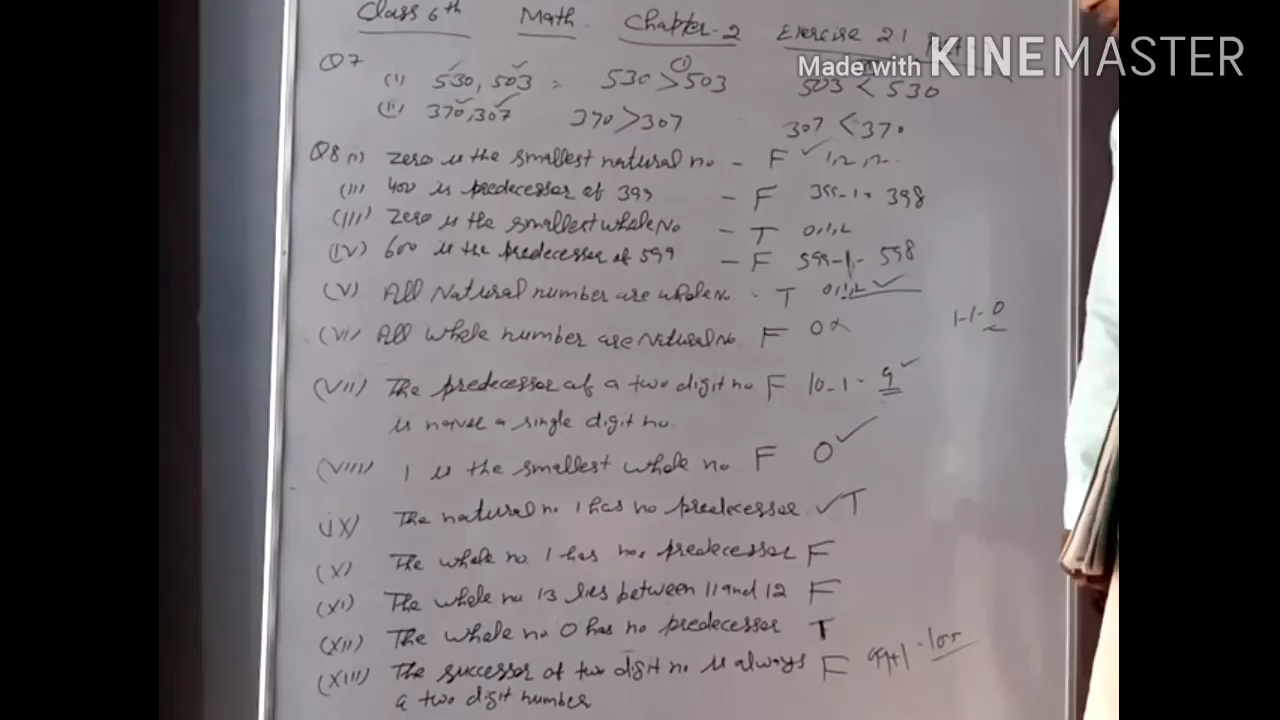 Class 6th Math Chapter-2 Exercise 2.1
Made with KINEMASTER
Q7 (i) 530, 503 = 530 > 503 (i) 503 < 530
(ii) 370, 307 370 > 307 307 < 370
Q8 (i) Zero is the smallest natural no - F ✓ 1,2,
(ii) 400 is predecessor of 399 - F 399-1= 398
(iii) Zero is the smallest whole No - T 0,1,2
(iv) 600 is the predecessor of 599 - F 599-1- 598
(v) All Natural number are whole No. - T 0,1,2 ✓
(vi) All whole number are Natural No F 0 × 1-1-0
(vii) The predecessor of a two digit no F 10-1- 9 ✓
is never a single digit no.
(viii) 1 is the smallest whole no F 0 ✓
(ix) The natural no 1 has no predecessor ✓ T
(x) The whole no. 1 has no predecessor F
(xi) The whole no 13 lies between 11 and 12 F
(xii) The whole no 0 has no predecessor T
(xiii) The successor of two digit no is always F 99+1 - 100
a two digit number